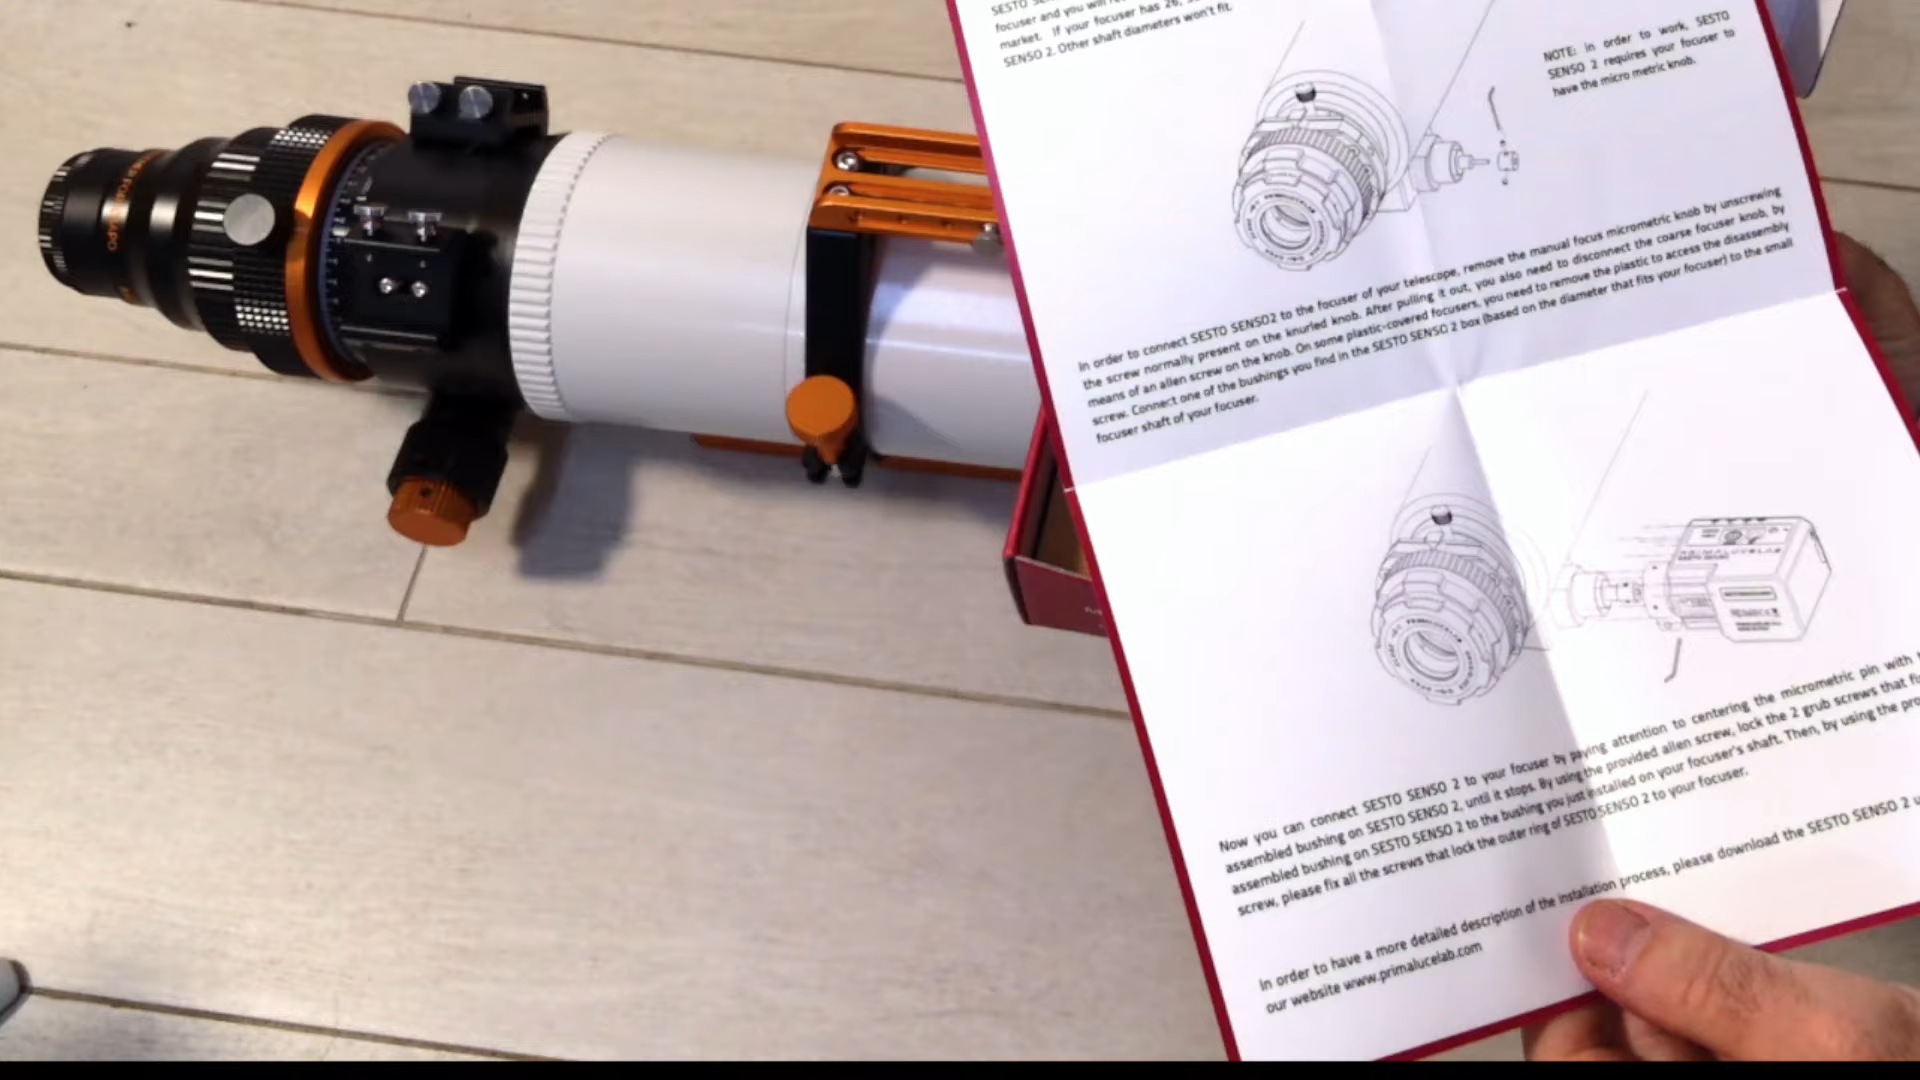 SESTO
focuser and you will
market. If your focuser has 26,
SENSO 2. Other shaft diameters won't fit.
NOTE: in order to work, SESTO
SENSO 2 requires your focuser to
have the micro metric knob.
In order to connect SESTO SENSO2 to the focuser of your telescope, remove the manual focus micrometric knob by unscrewing
the screw normally present on the knurled knob. After pulling it out, you also need to disconnect the coarse focuser knob, by
means of an allen screw on the knob. On some plastic-covered focusers, you need to remove the plastic to access the disassembly
screw. Connect one of the bushings you find in the SESTO SENSO 2 box (based on the diameter that fits your focuser) to the small
focuser shaft of your focuser.
PRIMALUCELAB
Now you can connect SESTO SENSO 2 to your focuser by paying attention to centering the micrometric pin with
assembled bushing on SESTO SENSO 2, until it stops. By using the provided allen screw, lock the 2 grub screws that
assembled bushing on SESTO SENSO 2 to the bushing you just installed on your focuser's shaft. Then, by using the
screw, please fix all the screws that lock the outer ring of SESTO SENSO 2 to your focuser.
In order to have a more detailed description of the installation process, please download the SESTO SENSO 2
our website www.primalucelab.com